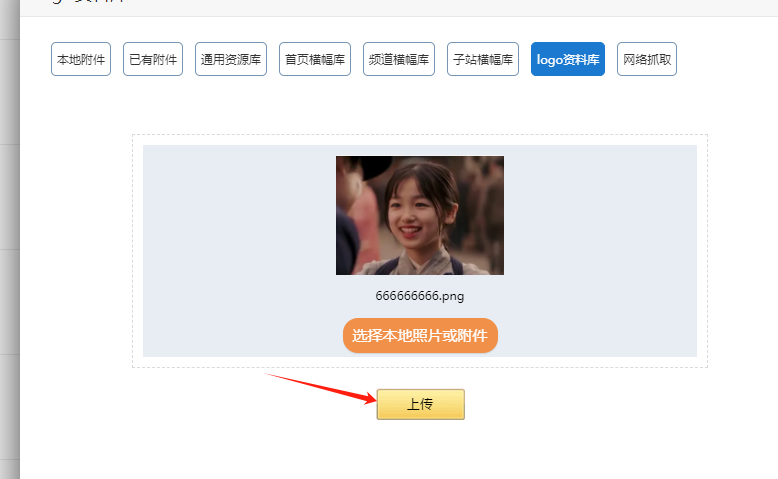 本地附件
已有附件
通用资源库
首页横幅库
频道横幅库
子站横幅库
logo资料库
网络抓取
666666666.png
选择本地照片或附件
上传